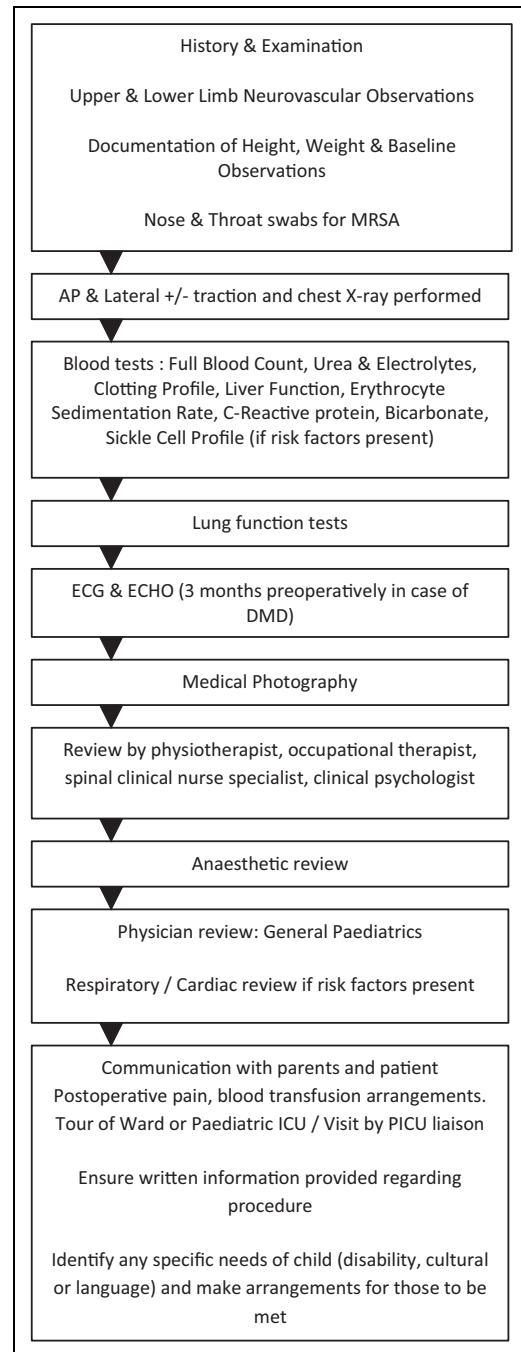 History & Examination
Upper & Lower Limb Neurovascular Observations
Documentation of Height, Weight & Baseline
Observations
Nose & Throat swabs for MRSA
AP & Lateral +/- traction and chest X-ray performed
Blood tests : Full Blood Count, Urea & Electrolytes,
Clotting Profile, Liver Function, Erythrocyte
Sedimentation Rate, C-Reactive protein, Bicarbonate,
Sickle Cell Profile (if risk factors present)
Lung function tests
ECG & ECHO (3 months preoperatively in case of
DMD)
Medical Photography
Review by physiotherapist, occupational therapist,
spinal clinical nurse specialist, clinical psychologist
Anaesthetic review
Physician review: General Paediatrics
Respiratory / Cardiac review if risk factors present
Communication with parents and patient
Postoperative pain, blood transfusion arrangements.
Tour of Ward or Paediatric ICU / Visit by PICU liaison
Ensure written information provided regarding
procedure
Identify any specific needs of child (disability, cultural
or language) and make arrangements for those to be
met